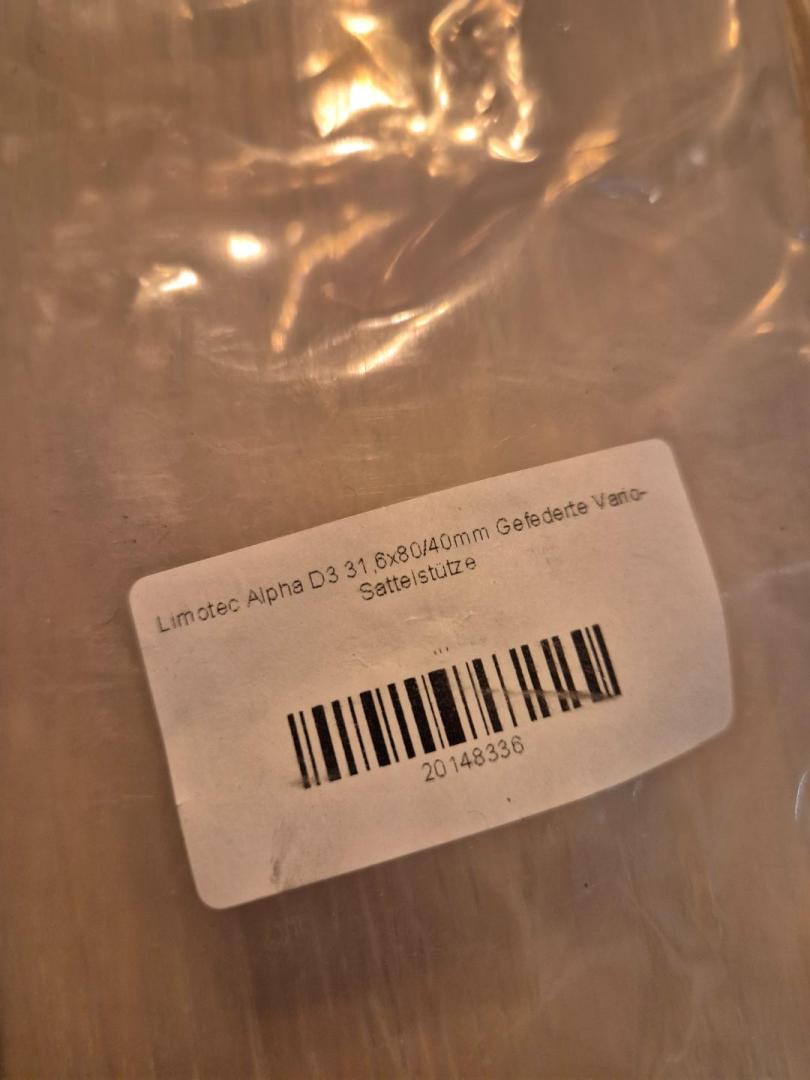 Limotec Alpha D3 31,6x80/40mm Gefederte Vario-
Sattelstütze
...
20148336